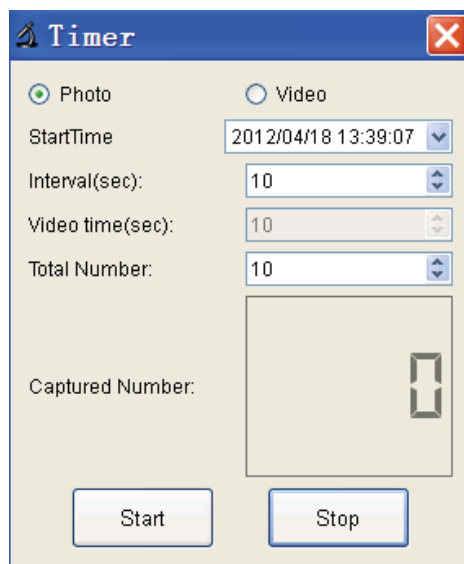 Timer
Photo Video
StartTime 2012/04/18 13:39:07
Interval(sec): 10
Video time(sec): 10
Total Number: 10
Captured Number: 0
Start Stop